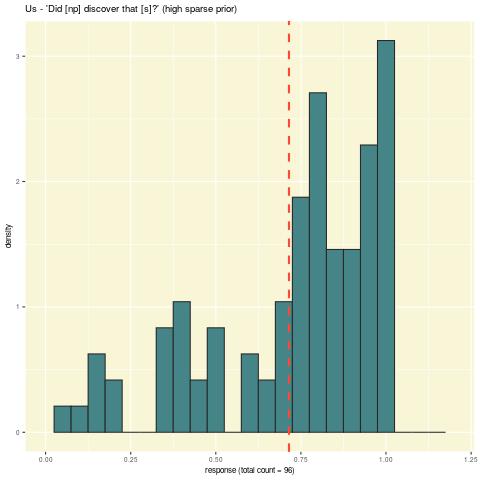 Us - 'Did [np] discover that [s]?' (high sparse prior)
3
2
1
0
density
0.00 0.25 0.50 0.75 1.00 1.25
response (total count = 96)